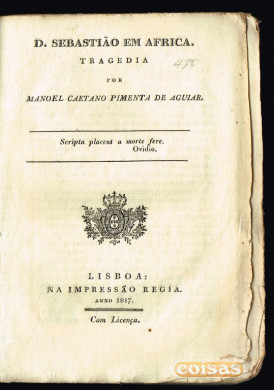 D. SEBASTIÃO EM AFRICA.
TRAGEDIA
POR
MANOEL CAETANO PIMENTA DE AGUIAR.
Scripta placent a morte fere.
Ovidio.
LISBOA:
NA IMPRESSÃO REGIA.
ANNO 1817.
Com Licença.
coisas